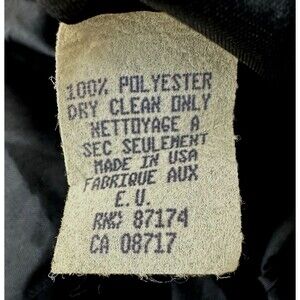 100% POLYESTER
DRY CLEAN ONLY
NETTOYAGE A
SEC SEULEMENT
MADE IN USA
FABRIQUE AUX
E.U.
RN: 87174
CA 08717